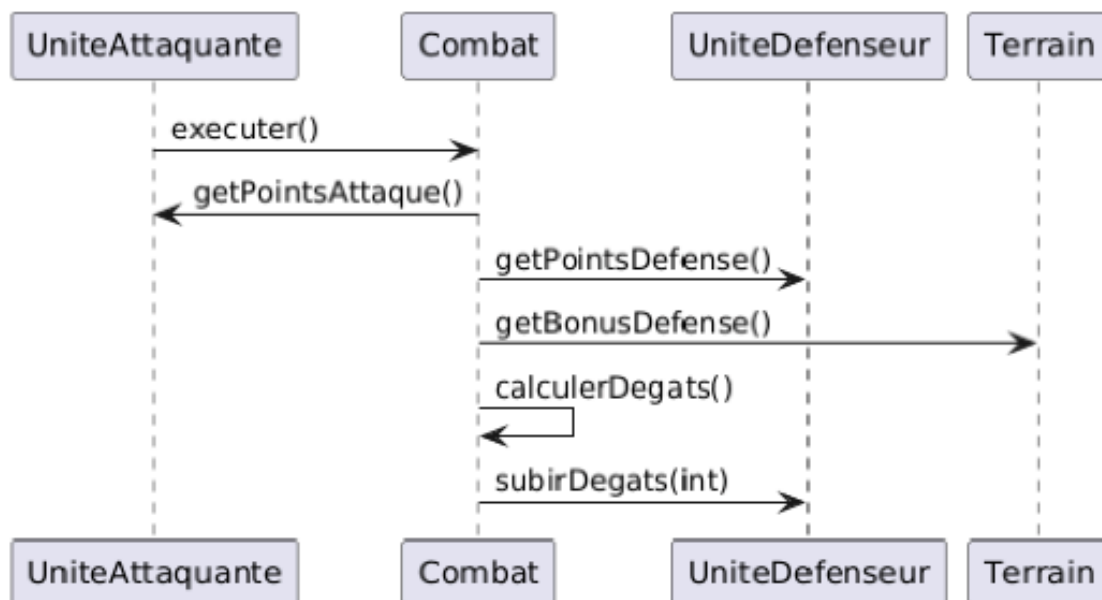 UniteAttaquante Combat UniteDefenseur Terrain
executer()
getPointsAttaque()
getPointsDefense()
getBonusDefense()
calculerDegats()
subirDegats(int)
UniteAttaquante Combat UniteDefenseur Terrain